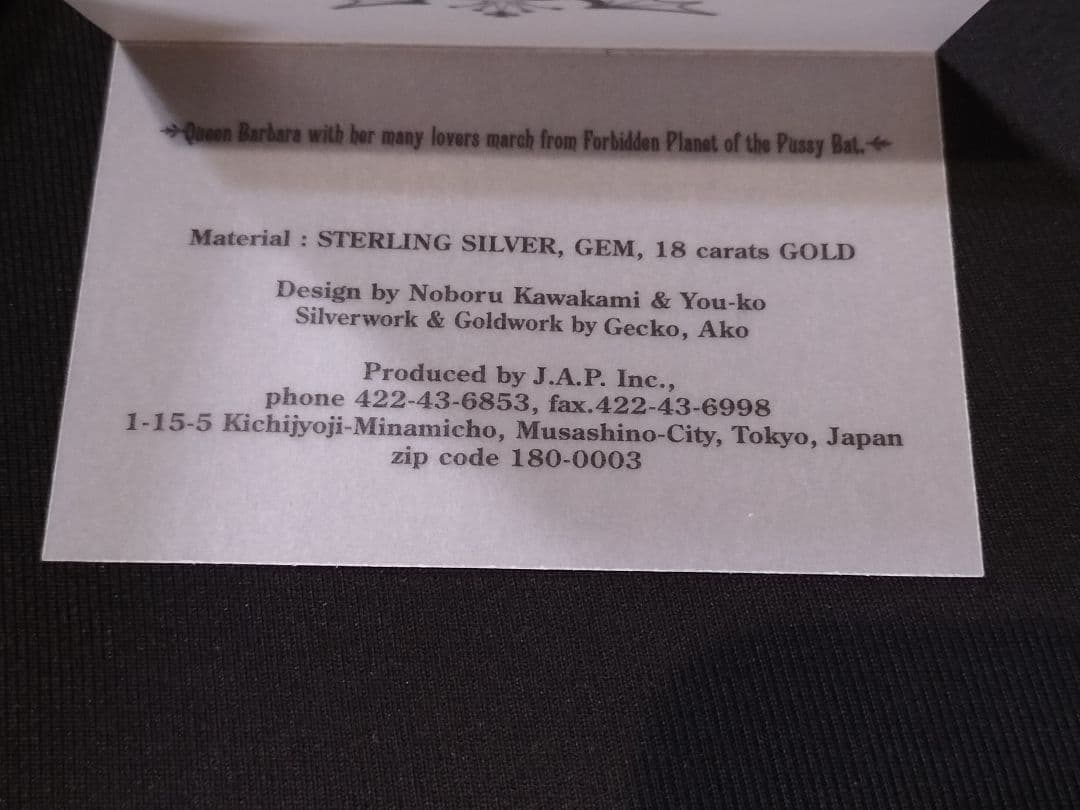 Queen Barbara with her many lovers march from Forbidden Planet of the Pussy Bat.
Material : STERLING SILVER, GEM, 18 carats GOLD
Design by Noboru Kawakami & You-ko
Silverwork & Goldwork by Gecko, Ako
Produced by J.A.P. Inc.,
phone 422-43-6853, fax.422-43-6998
1-15-5 Kichijyoji-Minamicho, Musashino-City, Tokyo, Japan
zip code 180-0003